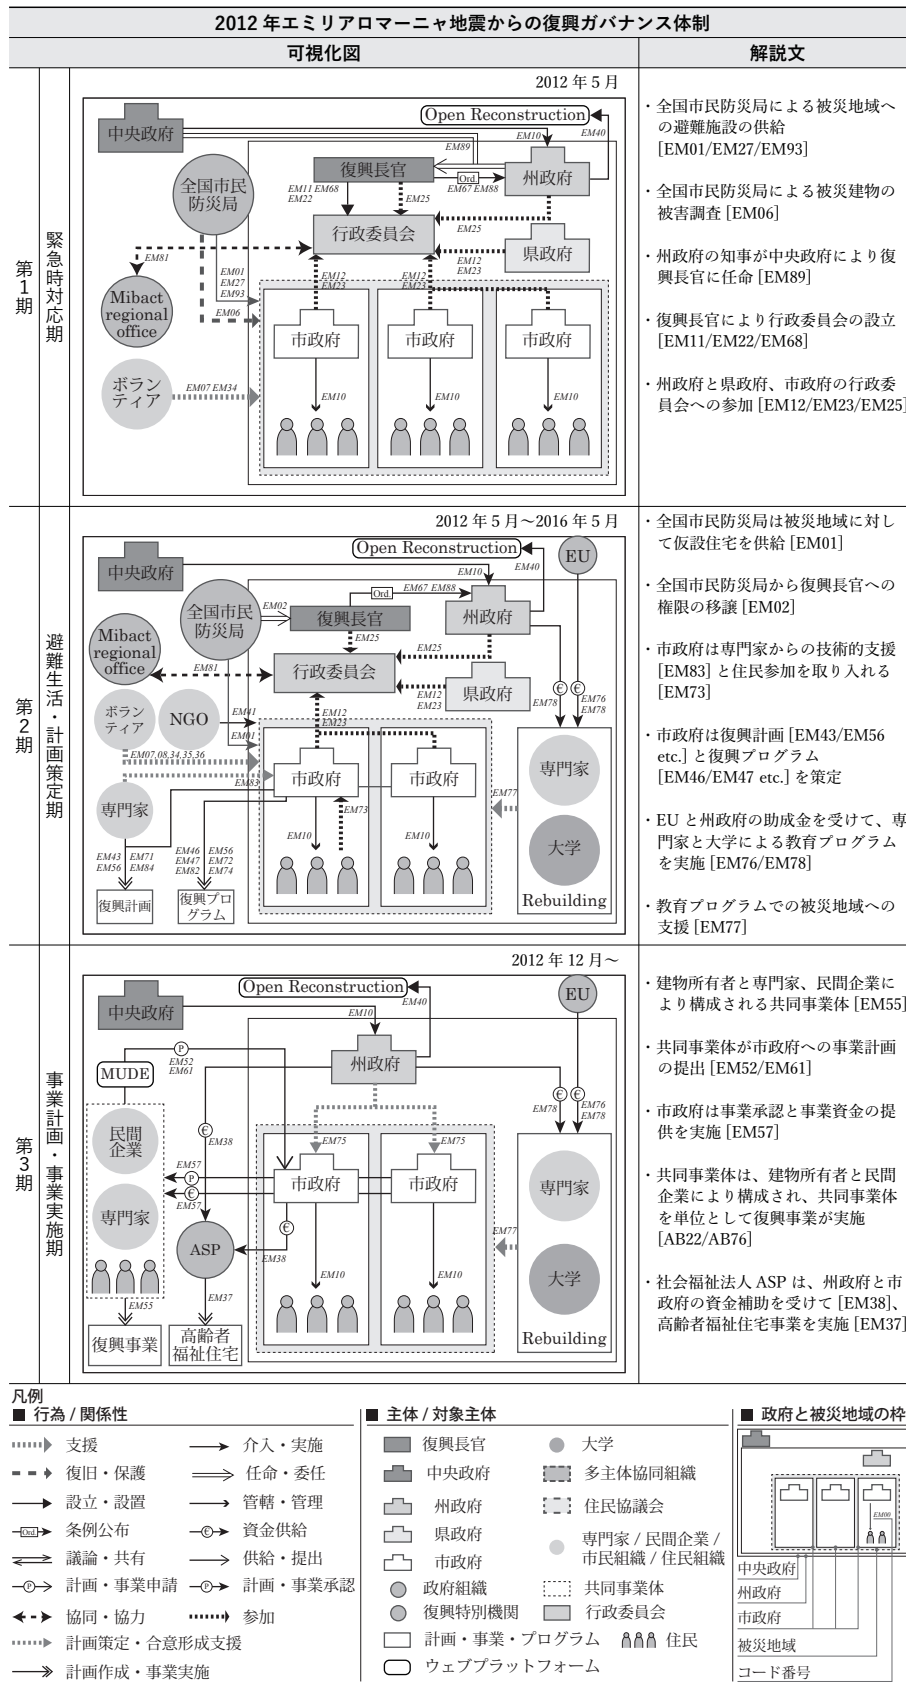 2012 年エミリアロマーニャ地震からの復興ガバナンス体制
可視化図
解説文
第1期
緊急時対応期
2012 年 5 月
中央政府
Open Reconstruction
EM10
EM40
EM89
復興長官
Ord.
州政府
EM11 EM68
EM22
EM25
EM67 EM88
全国市民
防災局
行政委員会
EM25
県政府
EM81
EM12
EM23
EM12
EM23
EM12
EM23
EM01
EM27
EM93
Mibact
regional
office
EM06
市政府
市政府
市政府
ボラン
ティア
EM07 EM34
EM10
EM10
EM10
・全国市民防災局による被災地域へ
の避難施設の供給
[EM01/EM27/EM93]
・全国市民防災局による被災建物の
被害調査 [EM06]
・州政府の知事が中央政府により復
興長官に任命 [EM89]
・復興長官により行政委員会の設立
[EM11/EM22/EM68]
・州政府と県政府、市政府の行政委
員会への参加 [EM12/EM23/EM25]
第2期
避難生活・計画策定期
2012 年 5 月～2016 年 5 月
中央政府
Open Reconstruction
EU
EM10
EM40
Ord.
EM67 EM88
全国市民
防災局
EM02
復興長官
州政府
EM25
EM25
Mibact
regional
office
EM81
行政委員会
県政府
EM12
EM23
€
€
EM78
EM76
EM78
ボラン
ティア
NGO
EM41
EM12
EM23
EM01
EM07,08,34,35,36
市政府
市政府
専門家
EM83
専門家
EM77
EM10
EM73
EM10
大学
EM43
EM56
EM71
EM84
EM46
EM47
EM82
EM56
EM72
EM74
復興計画
復興プロ
グラム
Rebuilding
・全国市民防災局は被災地域に対し
て仮設住宅を供給 [EM01]
・全国市民防災局から復興長官への
権限の移譲 [EM02]
・市政府は専門家からの技術的支援
[EM83] と住民参加を取り入れる
[EM73]
・市政府は復興計画 [EM43/EM56
etc.] と復興プログラム
[EM46/EM47 etc.] を策定
・EU と州政府の助成金を受けて、専
門家と大学による教育プログラム
を実施 [EM76/EM78]
・教育プログラムでの被災地域への
支援 [EM77]
第3期
事業計画・事業実施期
2012 年 12 月～
中央政府
Open Reconstruction
EU
EM10
EM40
P
EM52
EM61
州政府
MUDE
€
€
EM78
EM76
EM78
民間
企業
€
EM38
EM75
EM75
EM57
P
€
EM57
市政府
市政府
専門家
専門家
€
EM38
ASP
EM77
EM10
EM10
大学
EM55
EM37
復興事業
高齢者
福祉住宅
Rebuilding
・建物所有者と専門家、民間企業に
より構成される共同事業体 [EM55]
・共同事業体が市政府への事業計画
の提出 [EM52/EM61]
・市政府は事業承認と事業資金の提
供を実施 [EM57]
・共同事業体は、建物所有者と民間
企業により構成され、共同事業体
を単位として復興事業が実施
[AB22/AB76]
・社会福祉法人 ASP は、州政府と市
政府の資金補助を受けて [EM38]、
高齢者福祉住宅事業を実施 [EM37]
凡例
■ 行為 / 関係性
支援
介入・実施
復旧・保護
任命・委任
設立・設置
管轄・管理
Ord. 条例公布
€ 資金供給
議論・共有
供給・提出
P 計画・事業申請
P 計画・事業承認
協同・協力
参加
計画策定・合意形成支援
計画作成・事業実施
■ 主体 / 対象主体
復興長官
大学
中央政府
多主体協同組織
州政府
住民協議会
県政府
専門家 / 民間企業 /
市民組織 / 住民組織
市政府
政府組織
共同事業体
復興特別機関
行政委員会
計画・事業・プログラム
住民
ウェブプラットフォーム
■ 政府と被災地域の枠
EM00
中央政府
州政府
市政府
被災地域
コード番号